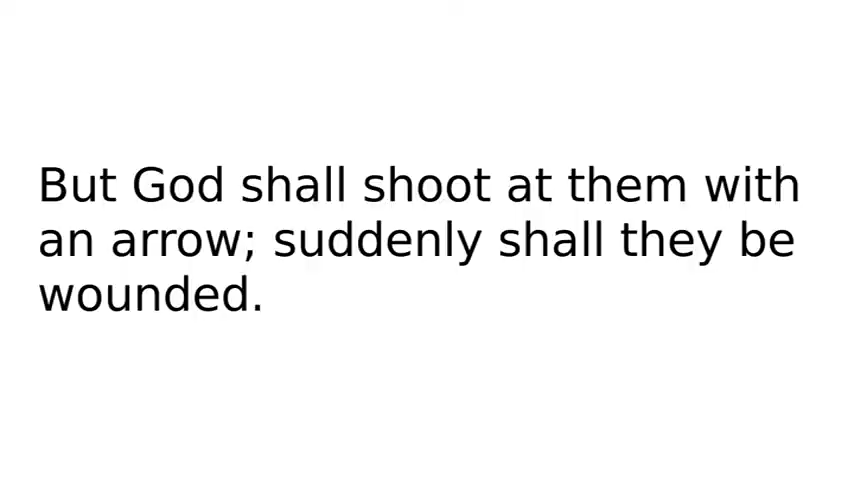 But God shall shoot at them with
an arrow; suddenly shall they be
wounded.